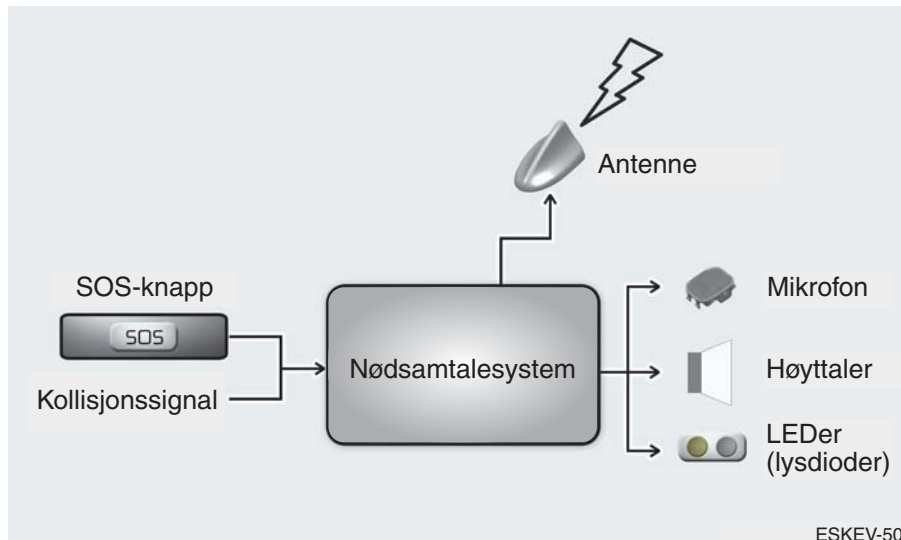 Antenne
SOS-knapp
SOS
Kollisjonssignal
Nødsamtalesystem
Mikrofon
Høyttaler
LEDer
(lysdioder)
ESKEV-50